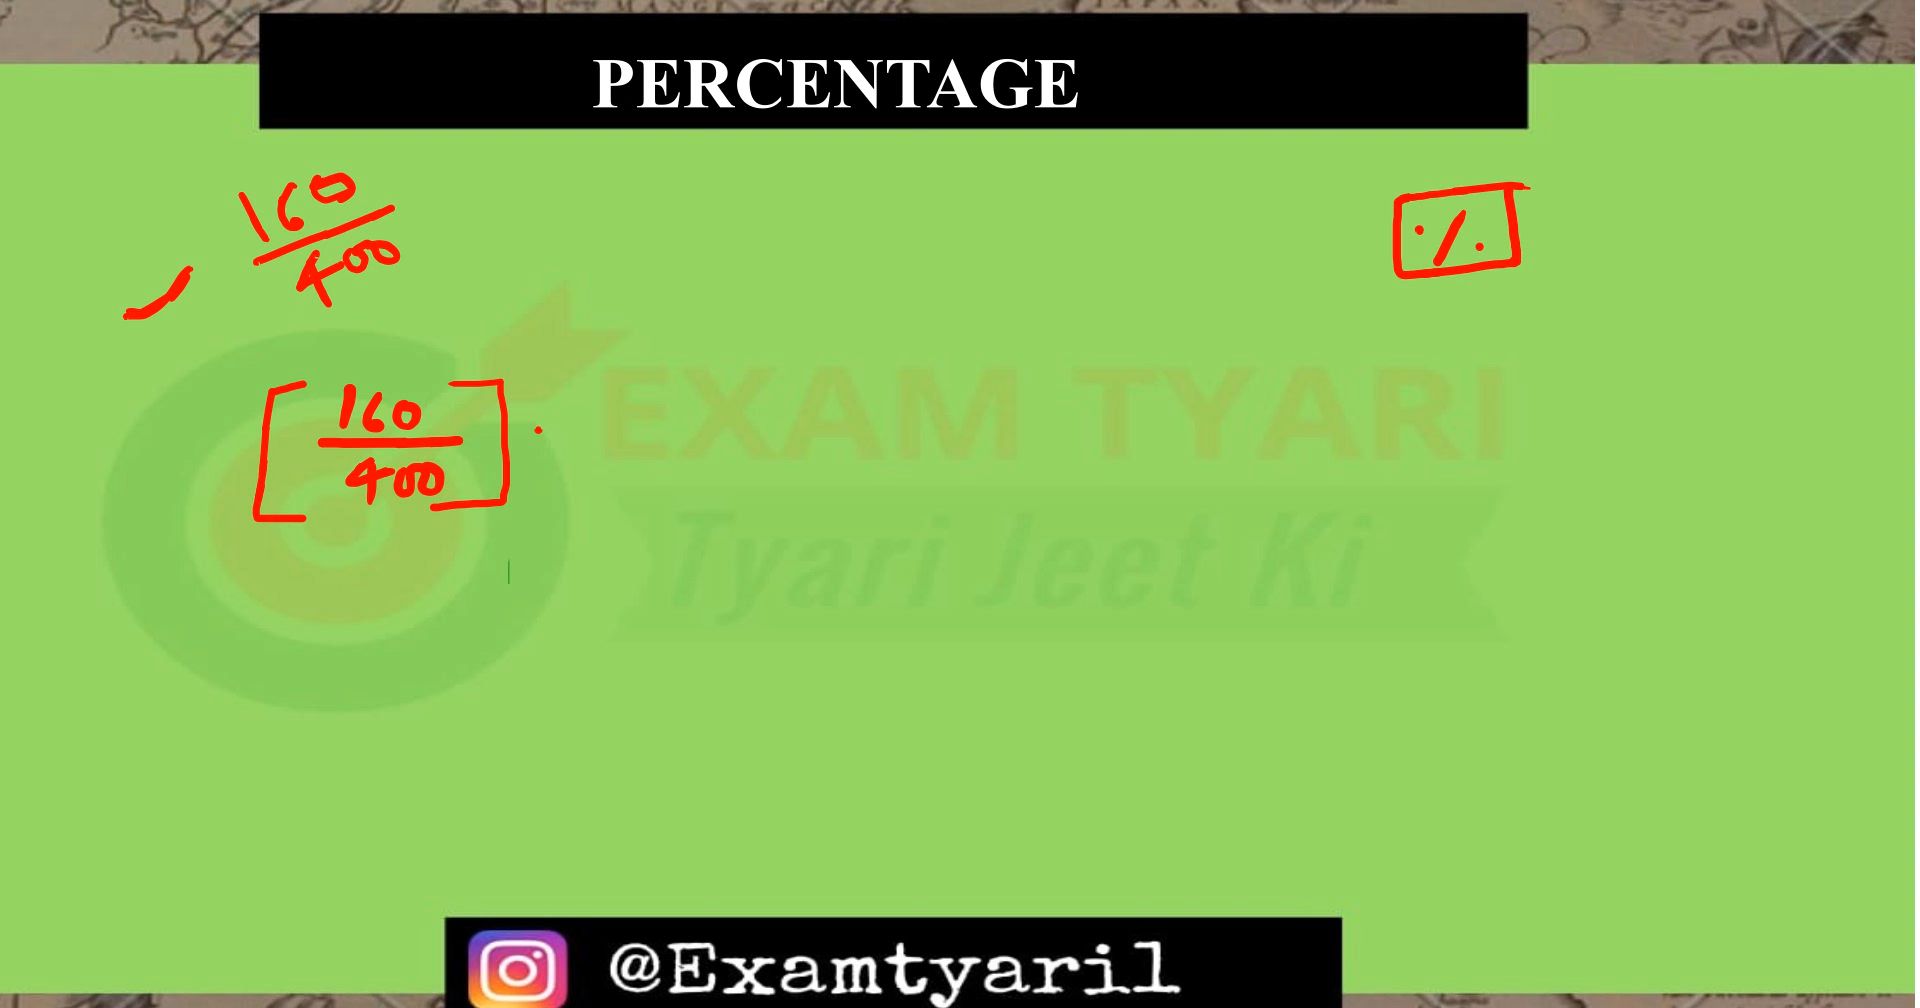 PERCENTAGE
160
400
%
160
400
EXAM TYARI
Tyari Jeet Ki
@Examtyari1